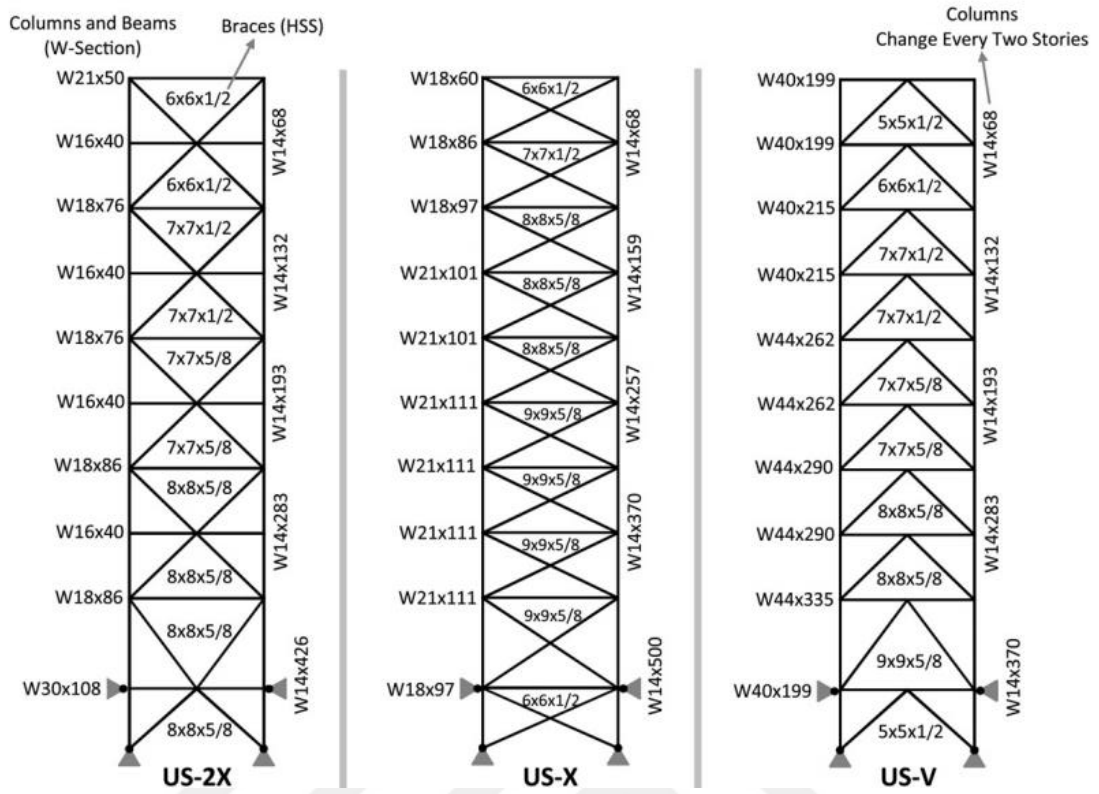 Columns and Beams
(W-Section)
Braces (HSS)
W21x50
6x6x1/2
W14x68
W16x40
6x6x1/2
W18x76
7x7x1/2
W14x132
W16x40
7x7x1/2
W18x76
7x7x5/8
W14x193
W16x40
7x7x5/8
W18x86
8x8x5/8
W14x283
W16x40
8x8x5/8
W18x86
8x8x5/8
W14x426
W30x108
8x8x5/8
US-2X
W18x60
6x6x1/2
W14x68
W18x86
7x7x1/2
W18x97
8x8x5/8
W14x159
W21x101
8x8x5/8
W21x101
8x8x5/8
W14x257
W21x111
9x9x5/8
W21x111
9x9x5/8
W14x370
W21x111
9x9x5/8
W21x111
9x9x5/8
W14x500
W18x97
6x6x1/2
US-X
Columns
Change Every Two Stories
W40x199
5x5x1/2
W14x68
W40x199
6x6x1/2
W40x215
7x7x1/2
W14x132
W40x215
7x7x1/2
W44x262
7x7x5/8
W14x193
W44x262
7x7x5/8
W44x290
8x8x5/8
W14x283
W44x290
8x8x5/8
W44x335
9x9x5/8
W14x370
W40x199
5x5x1/2
US-V